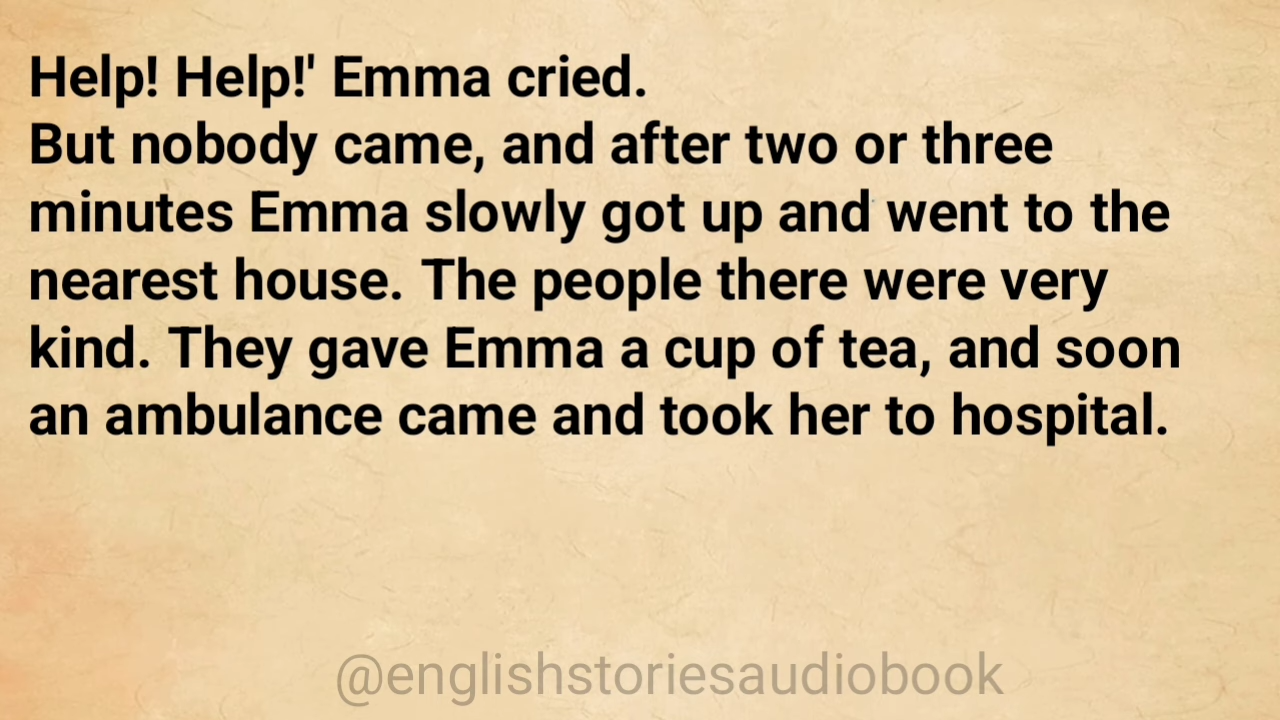 Help! Help!' Emma cried.
But nobody came, and after two or three
minutes Emma slowly got up and went to the
nearest house. The people there were very
kind. They gave Emma a cup of tea, and soon
an ambulance came and took her to hospital.
@englishstoriesaudiobook